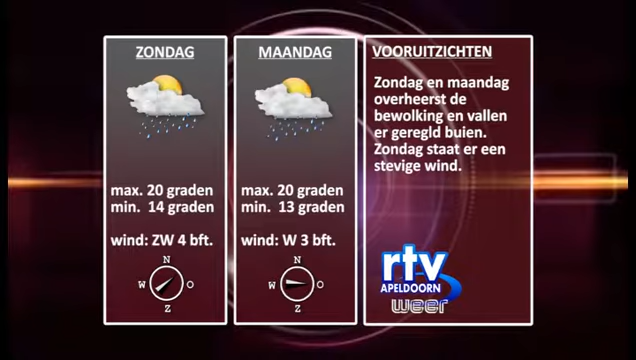 ZONDAG
max. 20 graden
min. 14 graden
wind: ZW 4 bft.
N
W O
Z
MAANDAG
max. 20 graden
min. 13 graden
wind: W 3 bft.
N
W O
Z
VOORUITZICHTEN
Zondag en maandag
overheerst de
bewolking en vallen
er geregld buien.
Zondag staat er een
stevige wind.
rtv
APELDOORN
weer